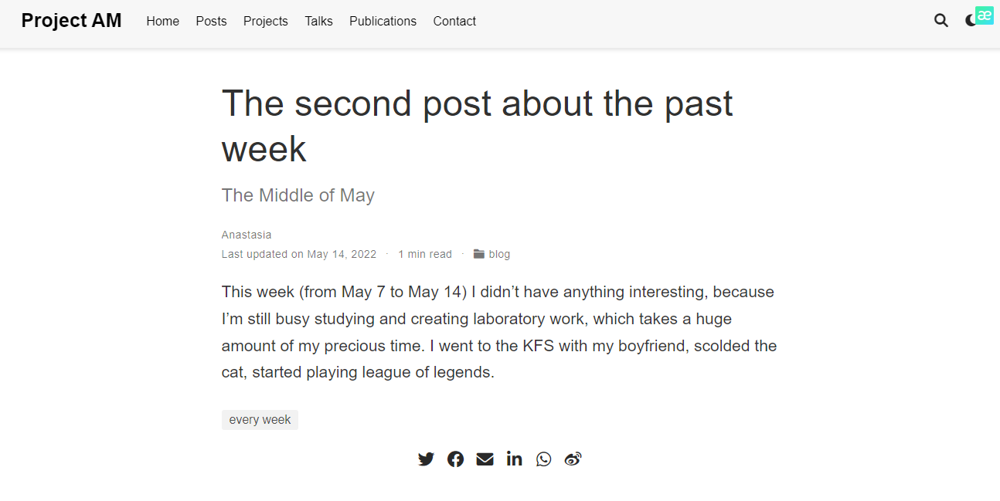 Project AM Home Posts Projects Talks Publications Contact
æ
The second post about the past
week
The Middle of May
Anastasia
Last updated on May 14, 2022 · 1 min read · blog
This week (from May 7 to May 14) I didn’t have anything interesting, because
I’m still busy studying and creating laboratory work, which takes a huge
amount of my precious time. I went to the KFS with my boyfriend, scolded the
cat, started playing league of legends.
every week